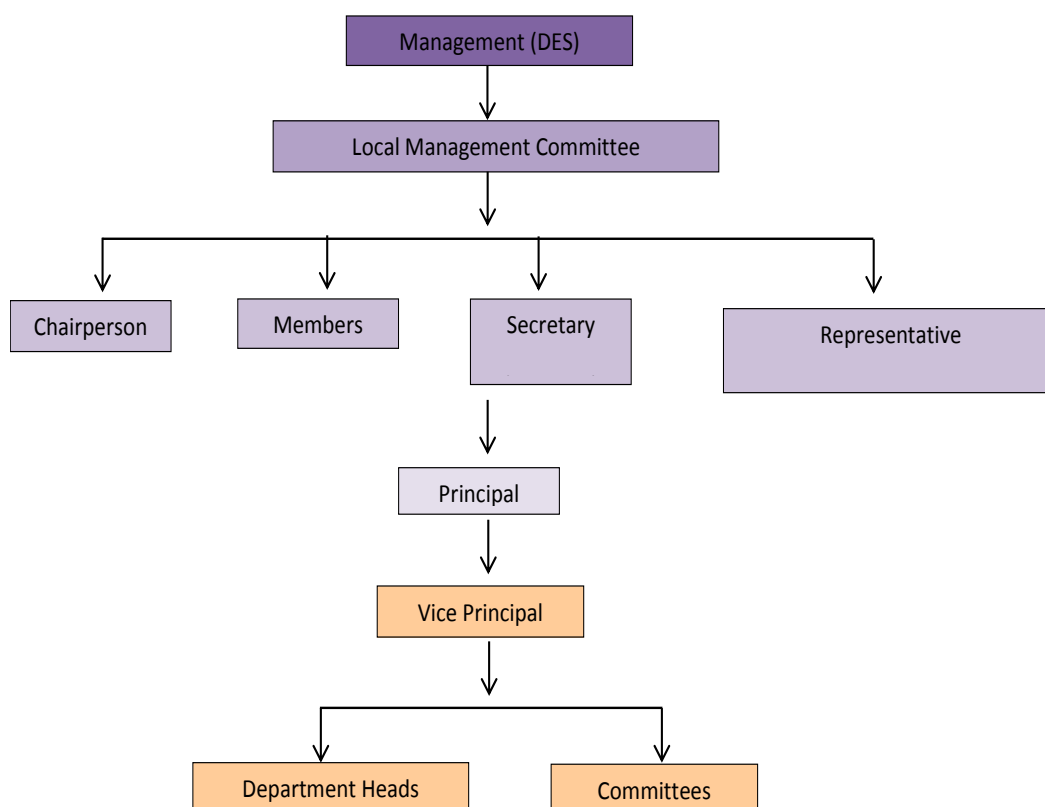 Management (DES)
Local Management Committee
Chairperson
Members
Secretary
Representative
Principal
Vice Principal
Department Heads
Committees